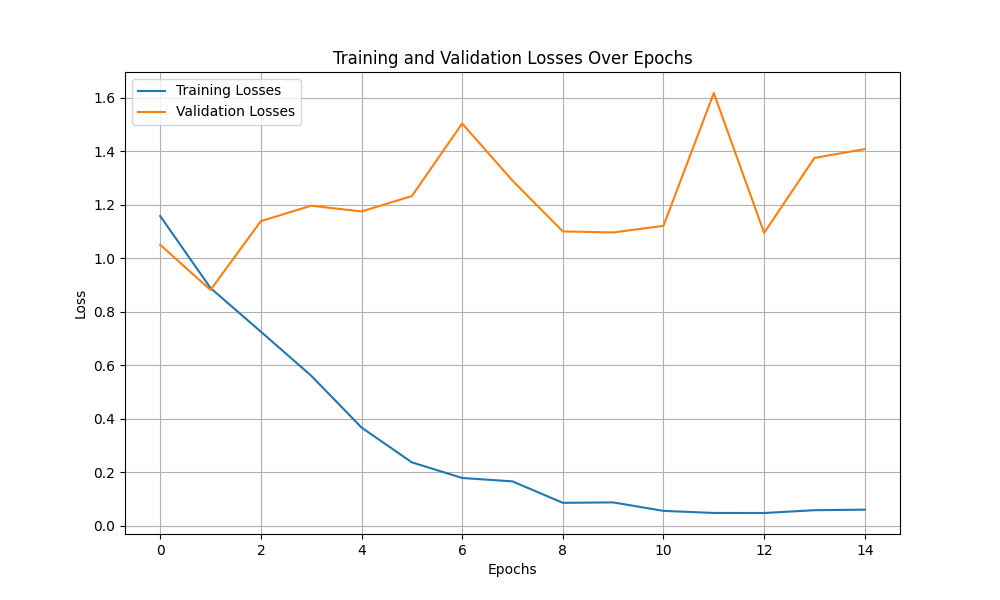 Training and Validation Losses Over Epochs
Training Losses
Validation Losses
Loss
1.6
1.4
1.2
1.0
0.8
0.6
0.4
0.2
0.0
0 2 4 6 8 10 12 14
Epochs